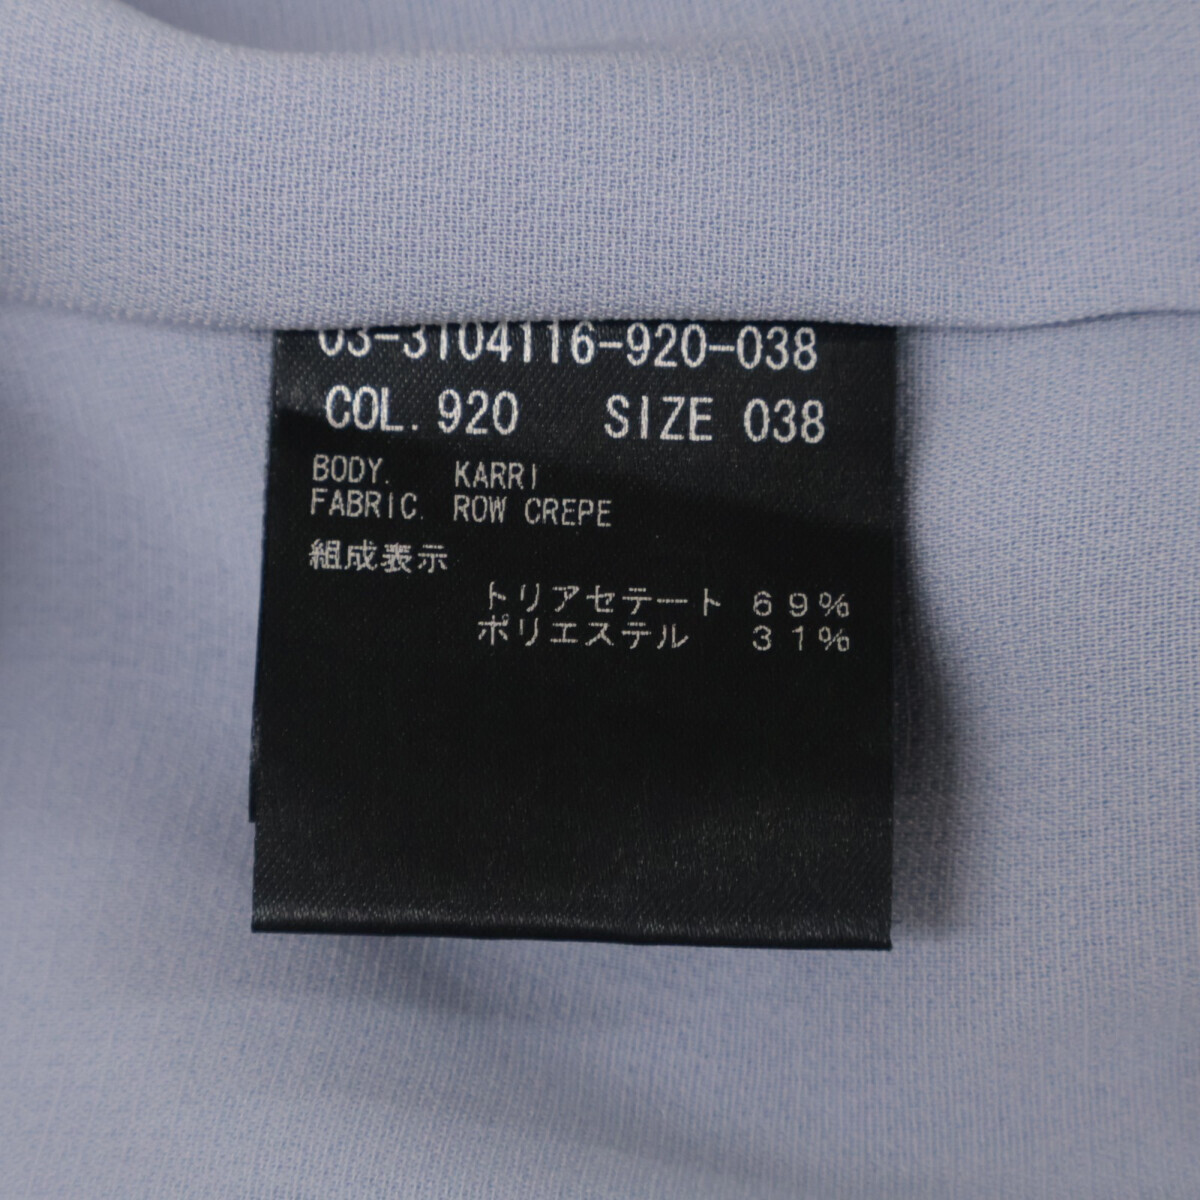 03-3104116-920-038
COL. 920 SIZE 038
BODY. KARRI
FABRIC. ROW CREPE
組成表示
トリアセテート 69%
ポリエステル 31%